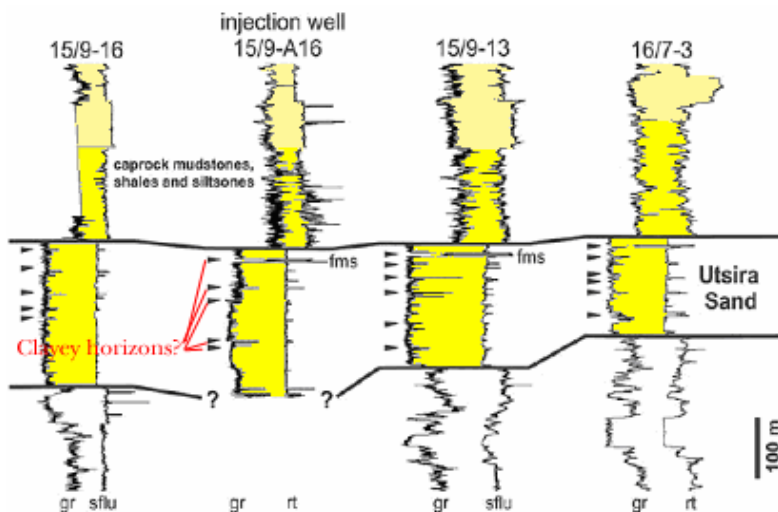 injection well
15/9-16
15/9-A16
15/9-13
16/7-3
caprock mudstones,
shales and siltsones
fms
fms
Utsira
Sand
Clayey horizons?
?
?
100 m
gr sflu
gr rt
gr sflu
gr rt